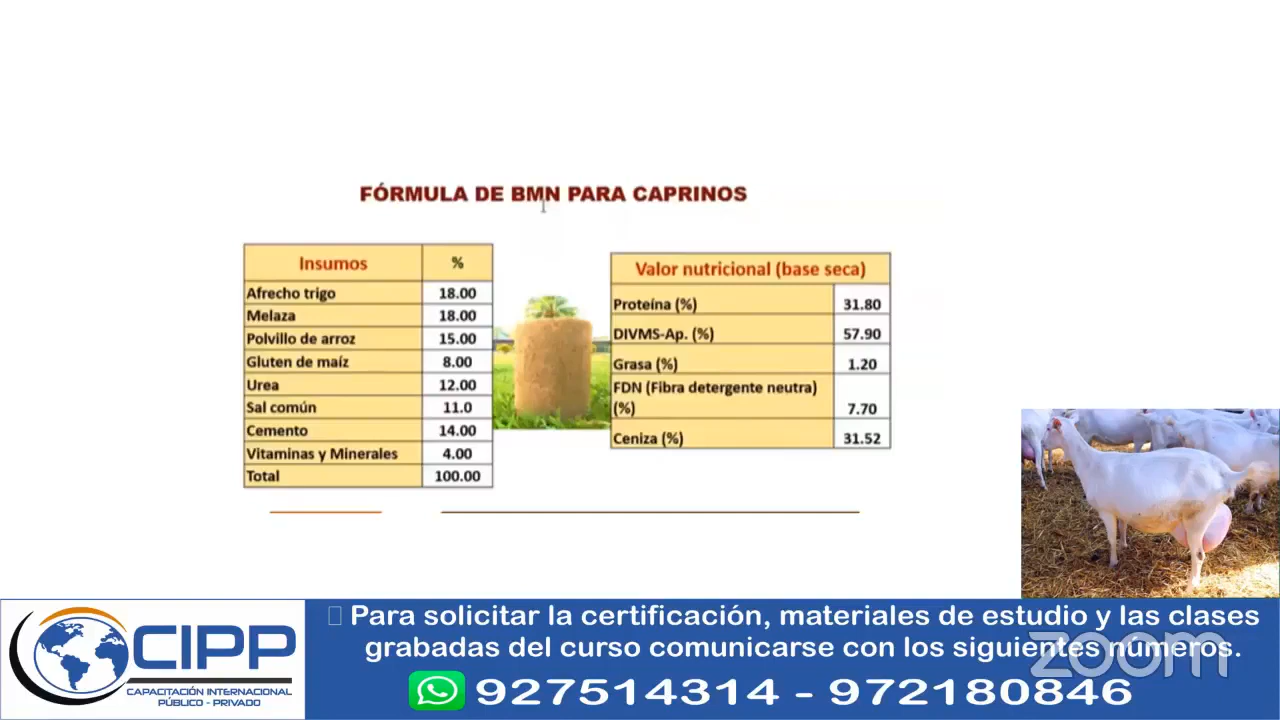 FÓRMULA DE BMN PARA CAPRINOS
Insumos %
Afrecho trigo 18.00
Melaza 18.00
Polvillo de arroz 15.00
Gluten de maíz 8.00
Urea 12.00
Sal común 11.0
Cemento 14.00
Vitaminas y Minerales 4.00
Total 100.00
Valor nutricional (base seca)
Proteína (%) 31.80
DIVMS-Ap. (%) 57.90
Grasa (%) 1.20
FDN (Fibra detergente neutra)
(%) 7.70
Ceniza (%) 31.52
CIPP
CAPACITACIÓN INTERNACIONAL
PÚBLICO - PRIVADO
Para solicitar la certificación, materiales de estudio y las clases
grabadas del curso comunicarse con los siguientes números.
927514314 - 972180846
zoom